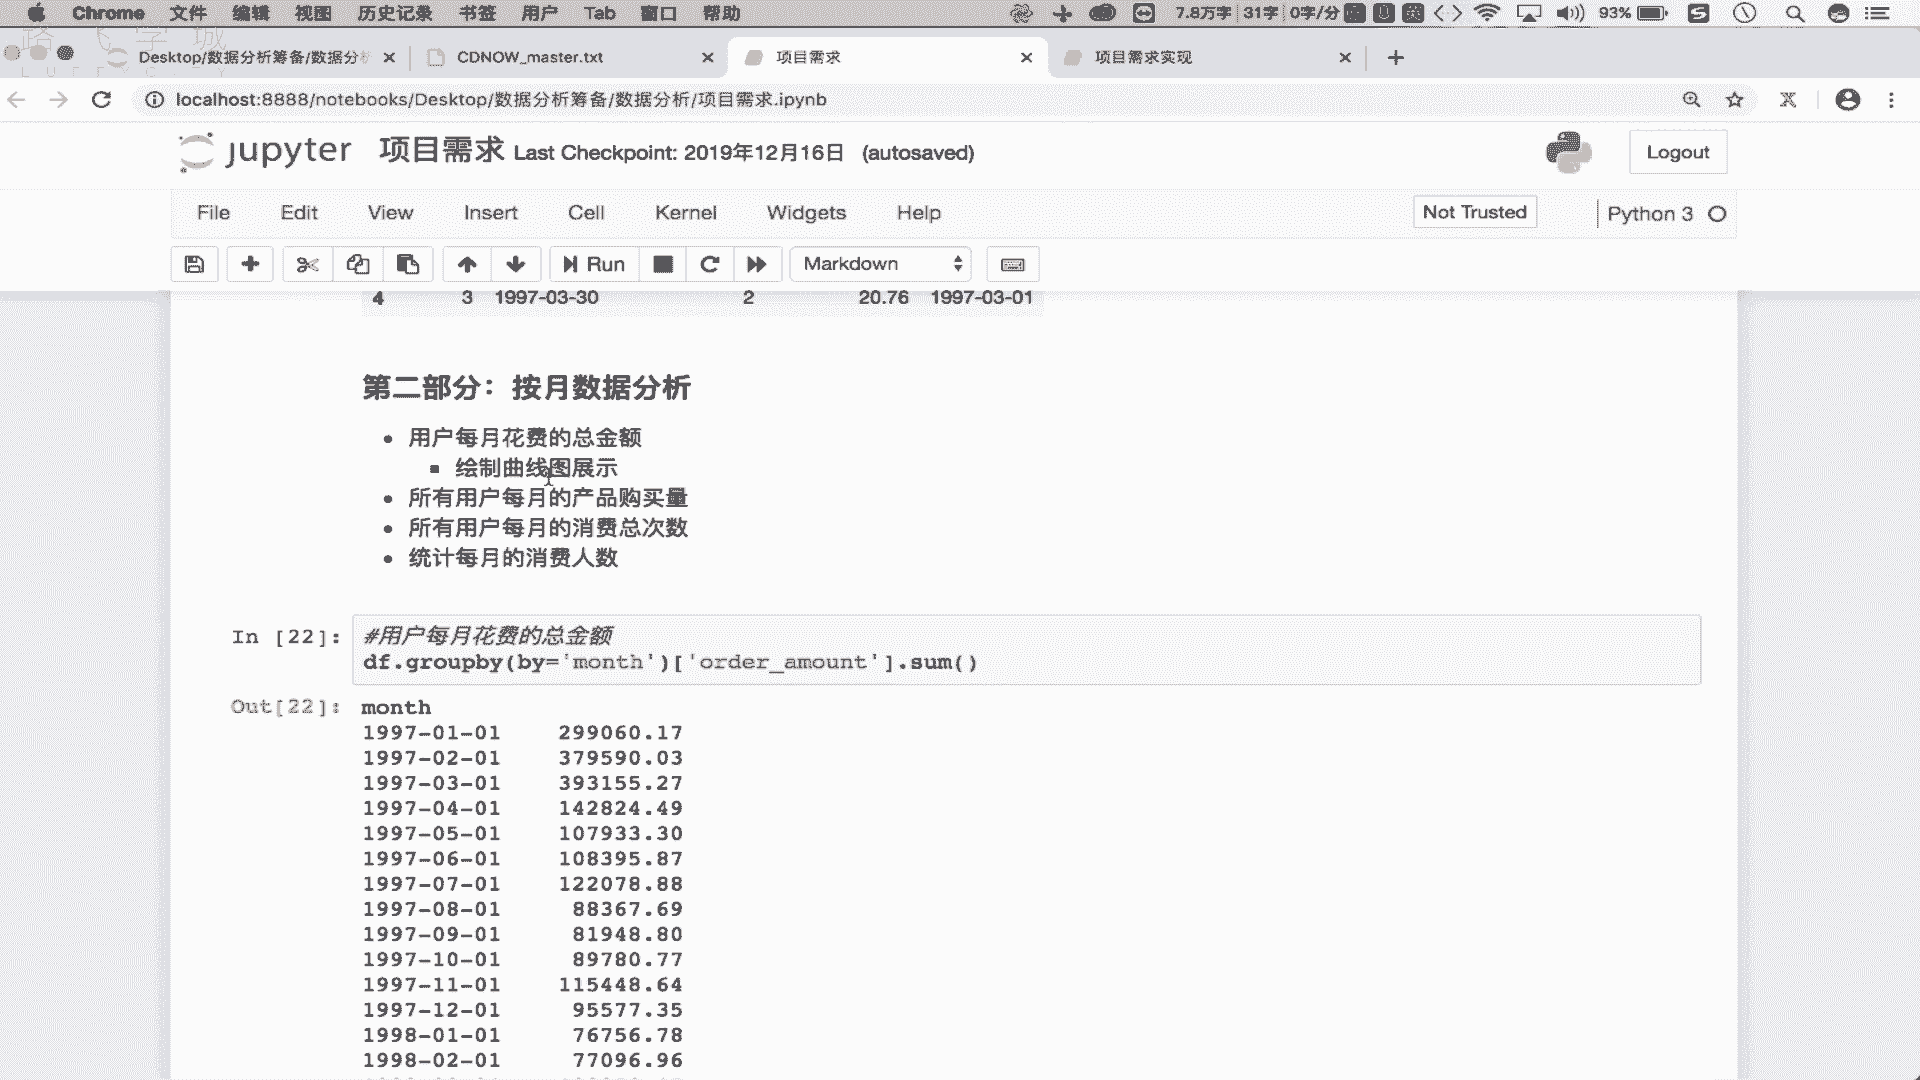 Chrome 文件 编辑 视图 历史记录 书签 用户 Tab 窗口 帮助 7.8万字 31字 0字/分 93%
Desktop/数据分析筹备/数据分析 CDNOW_master.txt 项目需求 项目需求实现
localhost:8888/notebooks/Desktop/数据分析筹备/数据分析/项目需求.ipynb
jupyter 项目需求 Last Checkpoint: 2019年12月16日 (autosaved) Logout
File Edit View Insert Cell Kernel Widgets Help Not Trusted Python 3
Run Markdown
4 3 1997-03-30 2 20.76 1997-03-01
第二部分：按月数据分析
用户每月花费的总金额
绘制曲线图展示
所有用户每月的产品购买量
所有用户每月的消费总次数
统计每月的消费人数
In [22]: #用户每月花费的总金额
df.groupby(by='month')['order_amount'].sum()
Out[22]: month
1997-01-01 299060.17
1997-02-01 379590.03
1997-03-01 393155.27
1997-04-01 142824.49
1997-05-01 107933.30
1997-06-01 108395.87
1997-07-01 122078.88
1997-08-01 88367.69
1997-09-01 81948.80
1997-10-01 89780.77
1997-11-01 115448.64
1997-12-01 95577.35
1998-01-01 76756.78
1998-02-01 77096.96